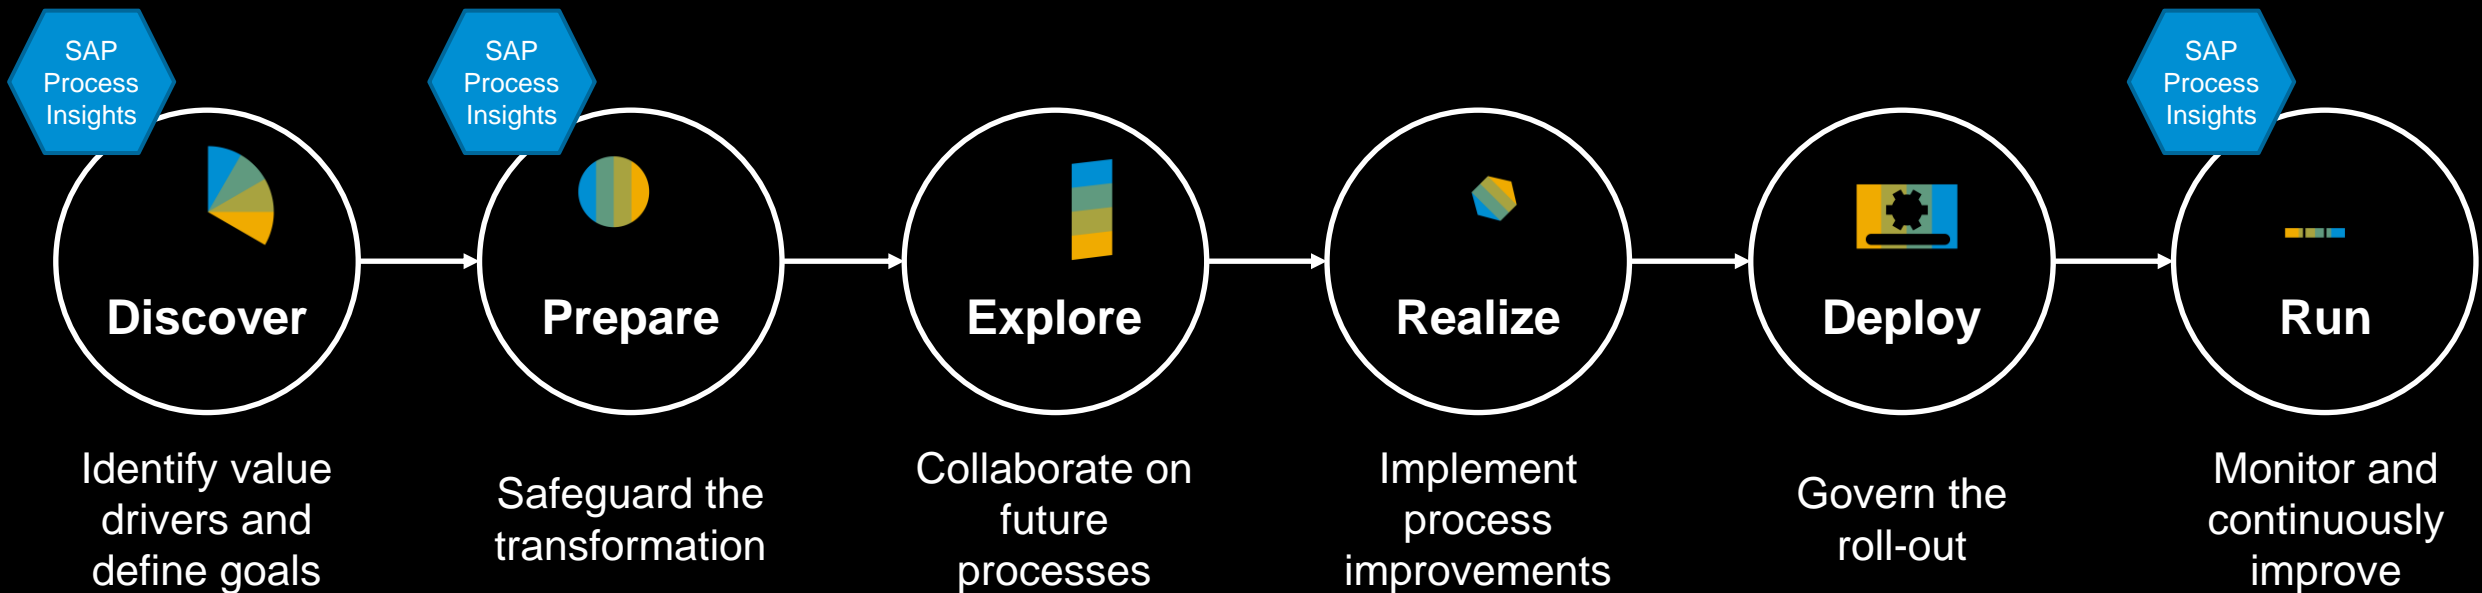 SAP
Process
Insights
SAP
Process
Insights
SAP
Process
Insights
Discover
Prepare
Explore
Realize
Deploy
Run
Identify value
drivers and
define goals
Safeguard the
transformation
Collaborate on
future
processes
Implement
process
improvements
Govern the
roll-out
Monitor and
continuously
improve